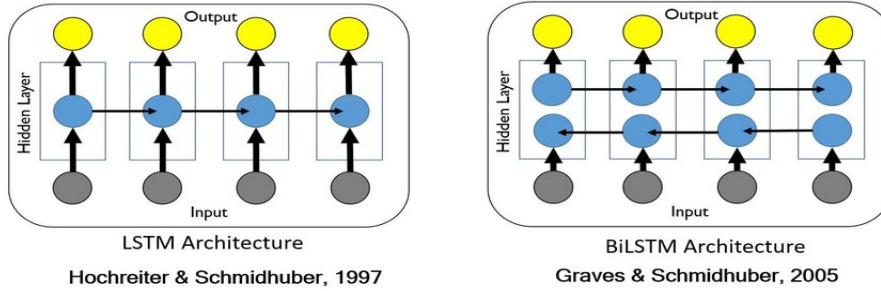 Output
Hidden Layer
Input
LSTM Architecture
Hochreiter & Schmidhuber, 1997
Output
Hidden Layer
Input
BiLSTM Architecture
Graves & Schmidhuber, 2005